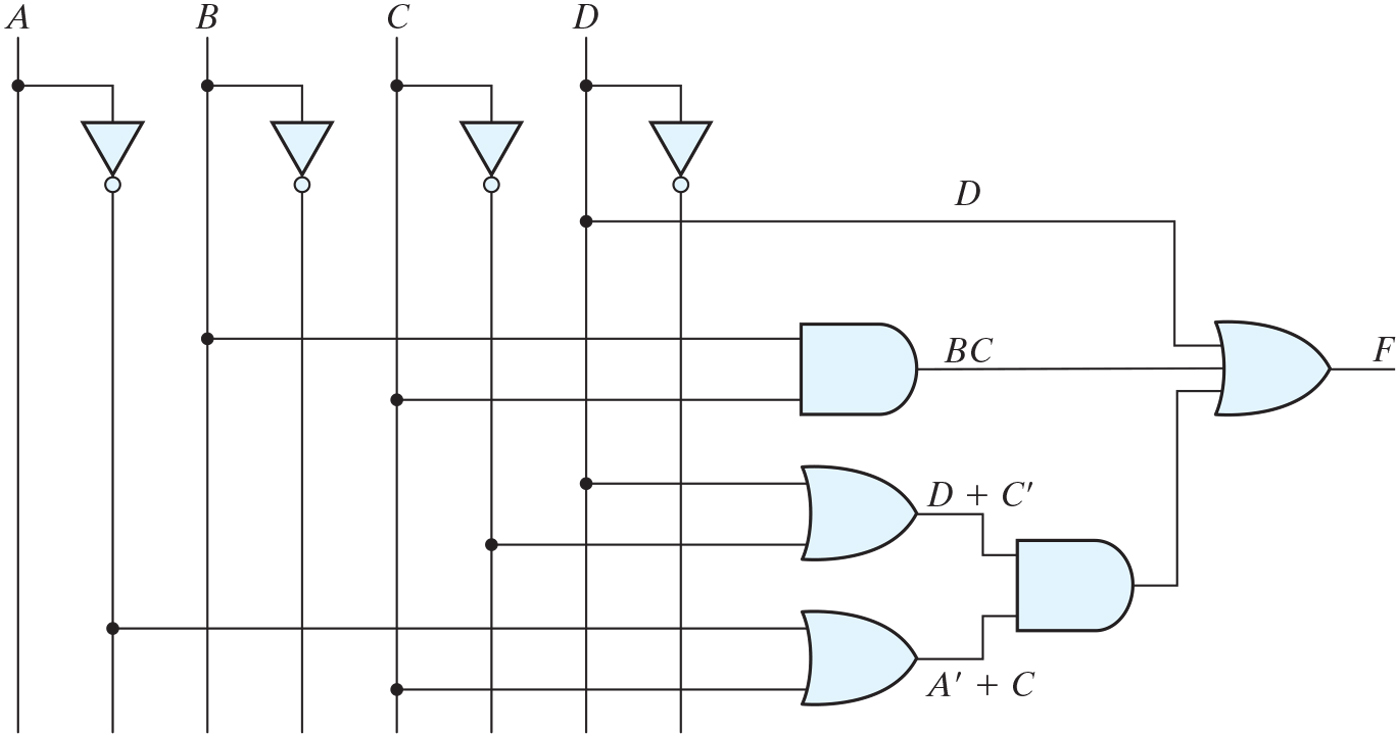 A B C D
D
BC
F
D + C′
A′ + C